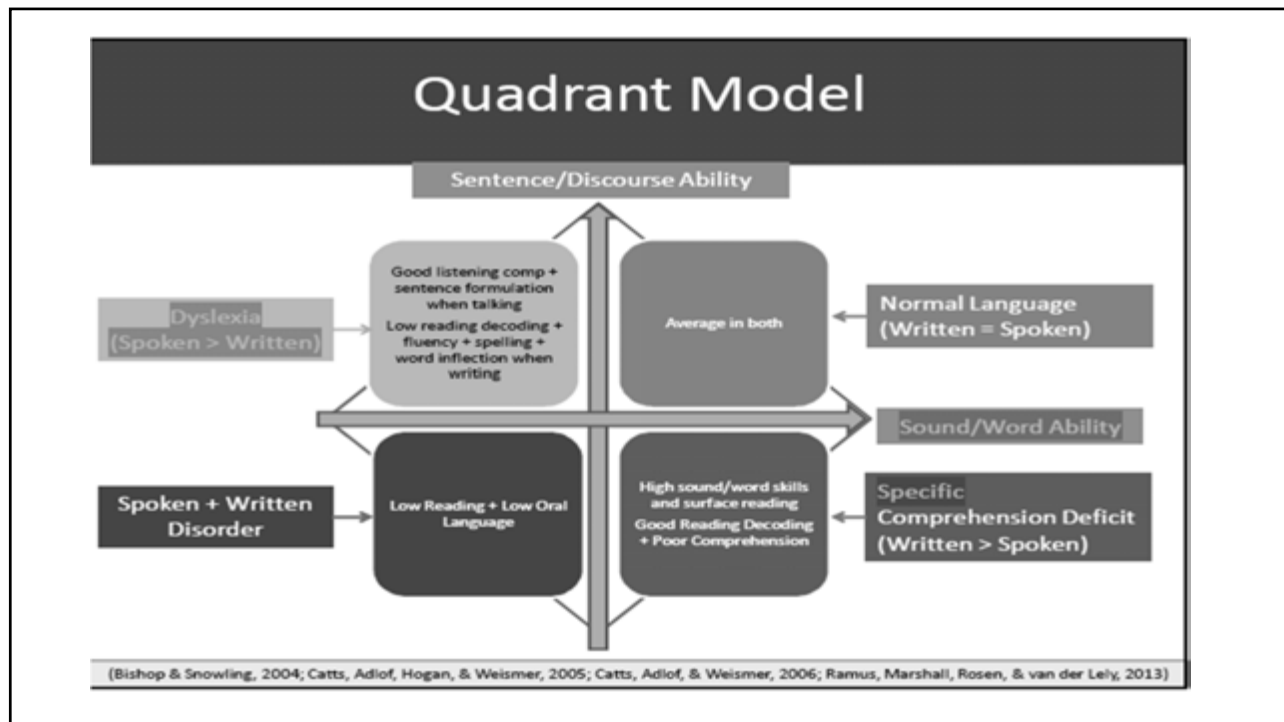 Quadrant Model
Sentence/Discourse Ability
Dyslexia
(Spoken > Written)
Good listening comp +
sentence formulation
when talking
Low reading decoding +
fluency + spelling +
word inflection when
writing
Average in both
Normal Language
(Written = Spoken)
Sound/Word Ability
Spoken + Written
Disorder
Low Reading + Low Oral
Language
High sound/word skills
and surface reading
Good Reading Decoding
+ Poor Comprehension
Specific
Comprehension Deficit
(Written > Spoken)
(Bishop & Snowling, 2004; Catts, Adlof, Hogan, & Weismer, 2005; Catts, Adlof, & Weismer, 2006; Ramus, Marshall, Rosen, & van der Lely, 2013)